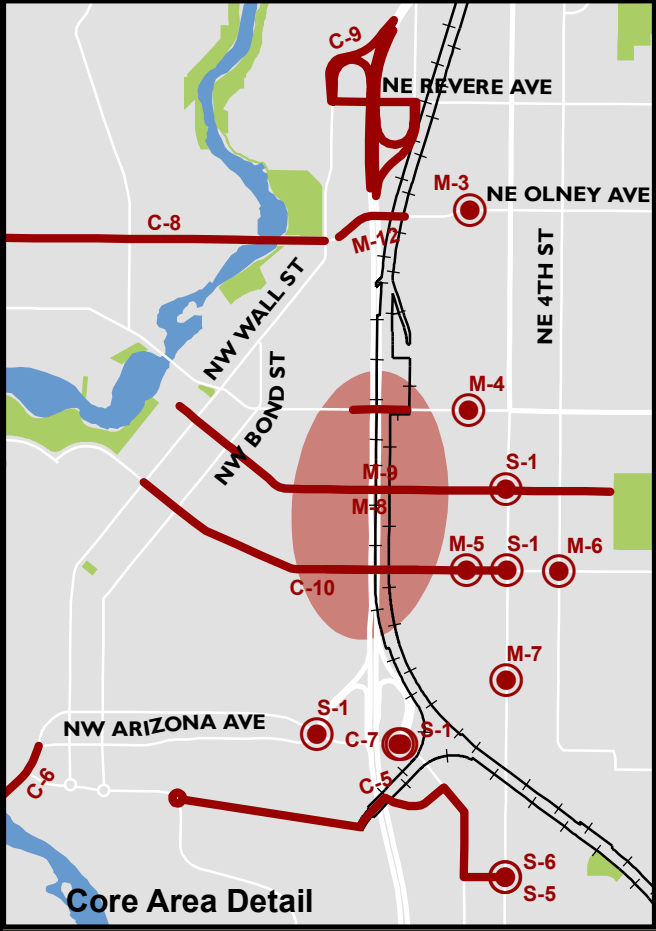 C-9
NE REVERE AVE
M-3
NE OLNEY AVE
C-8
M-12
NE 4TH ST
NW WALL ST
M-4
NW BOND ST
S-1
M-9
M-8
M-5
S-1
M-6
C-10
M-7
S-1
NW ARIZONA AVE
C-7
S-1
C-6
C-5
S-6
S-5
Core Area Detail